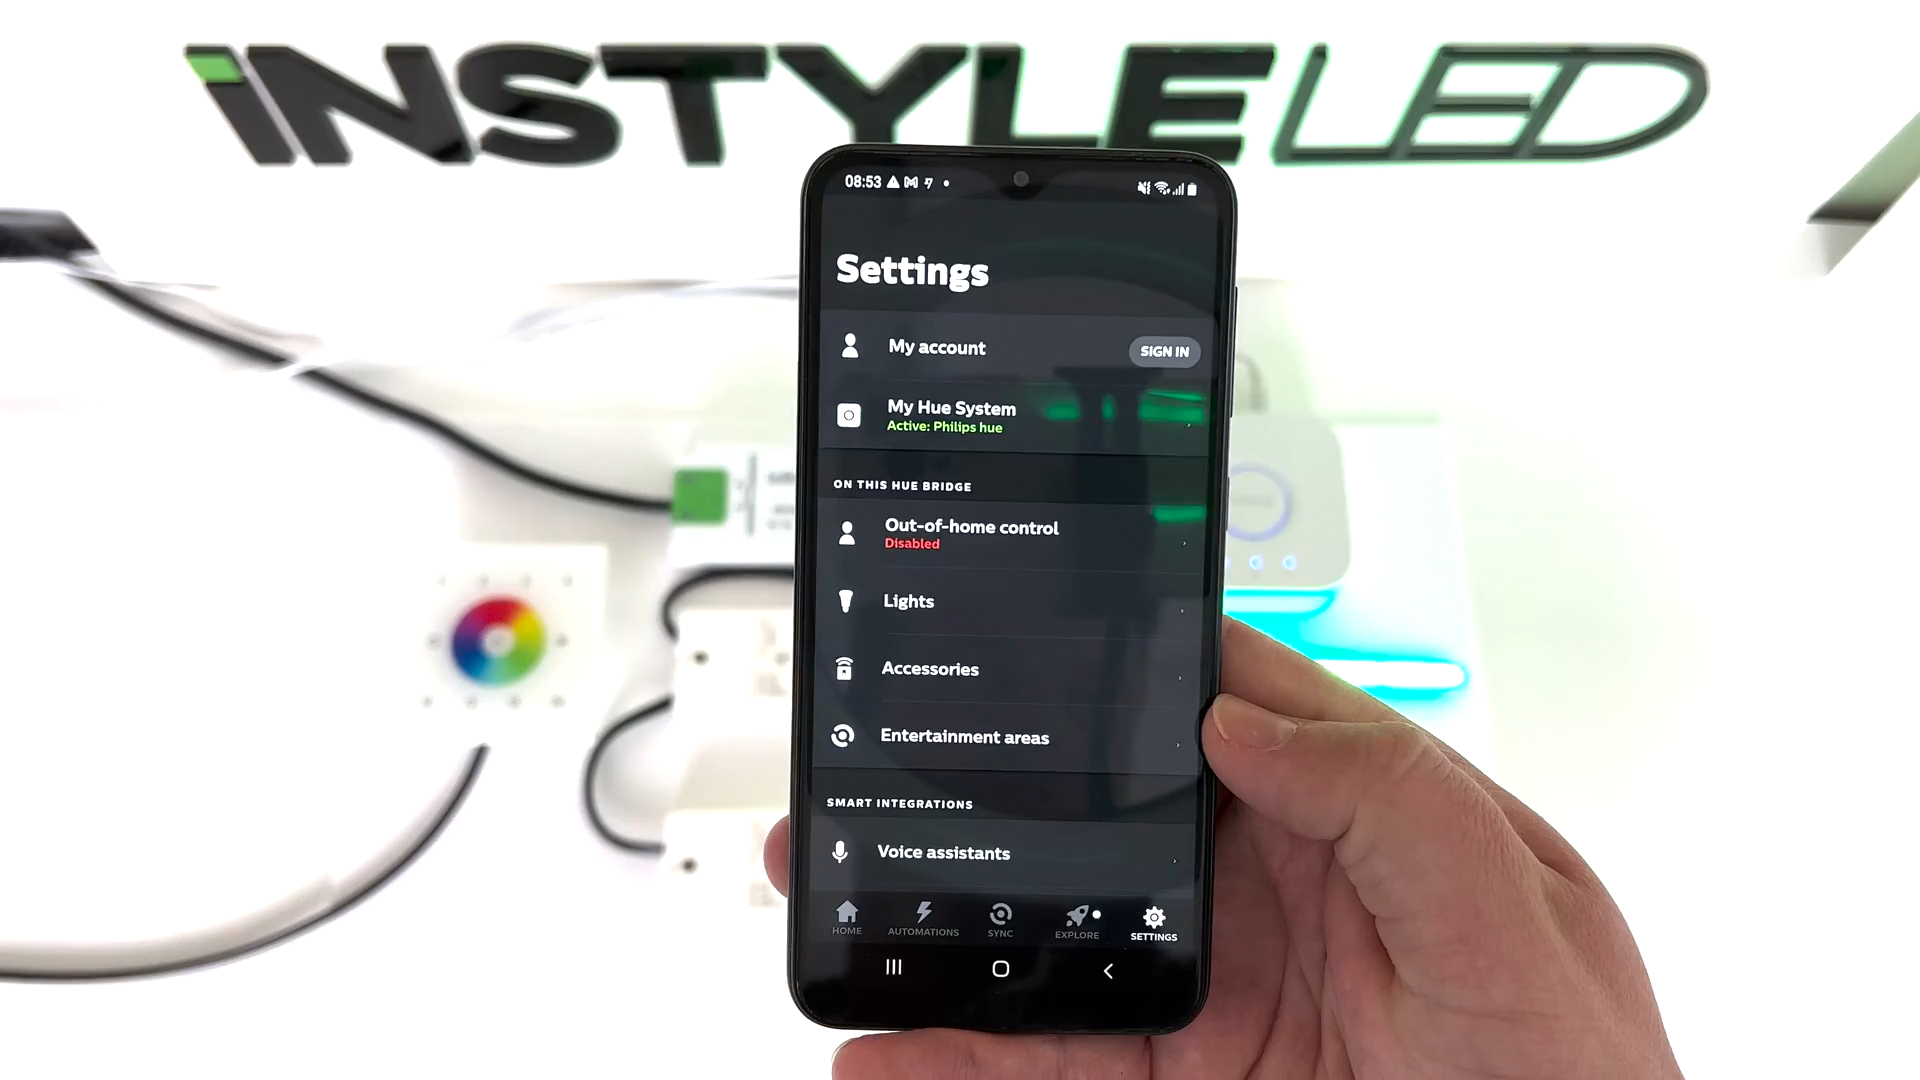 iNSTYLELED
08:53
Settings
My account
SIGN IN
My Hue System
Active: Philips hue
ON THIS HUE BRIDGE
Out-of-home control
Disabled
Lights
Accessories
Entertainment areas
SMART INTEGRATIONS
Voice assistants
HOME
AUTOMATIONS
SYNC
EXPLORE
SETTINGS